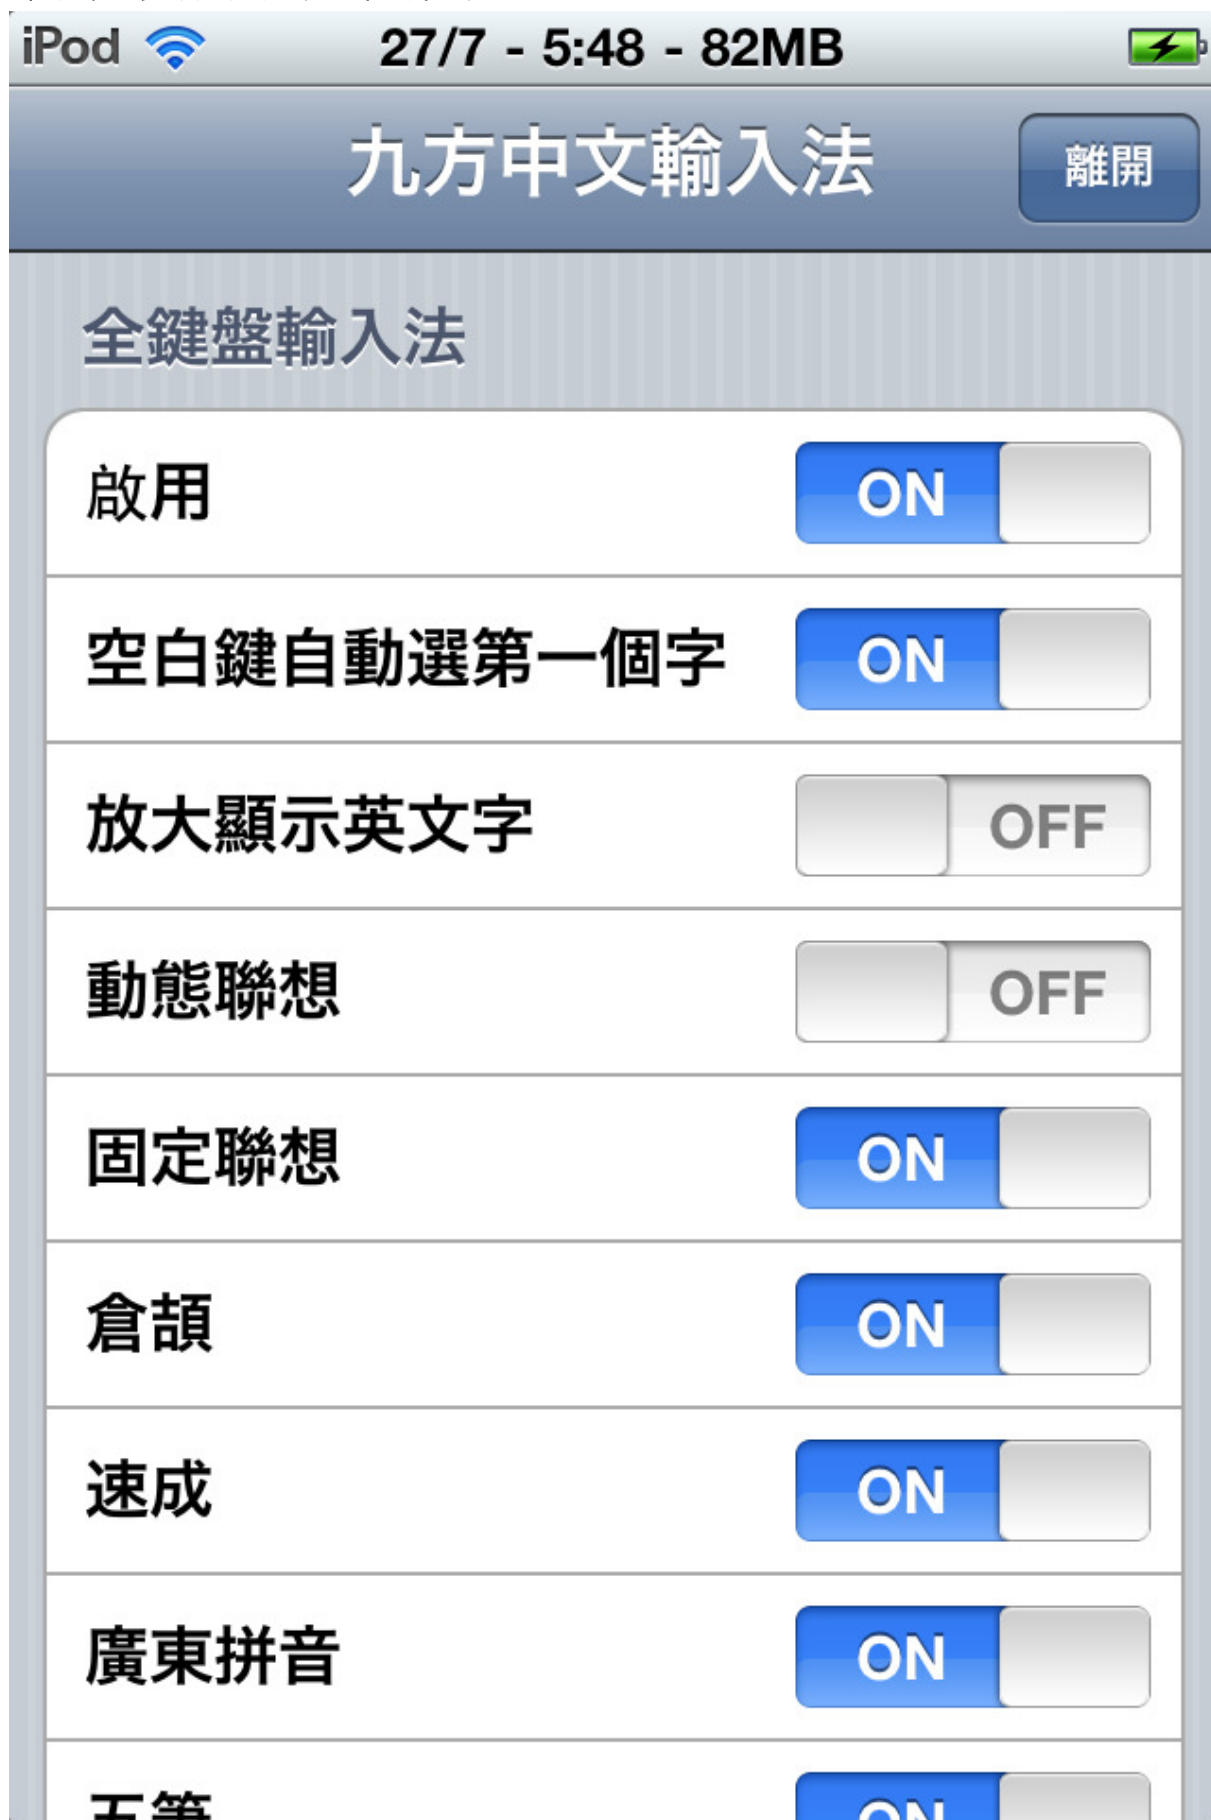 iPod 27/7 - 5:48 - 82MB
九方中文輸入法 離開
全鍵盤輸入法
啟用 ON
空白鍵自動選第一個字 ON
放大顯示英文字 OFF
動態聯想 OFF
固定聯想 ON
倉頡 ON
速成 ON
廣東拼音 ON
五筆 ON